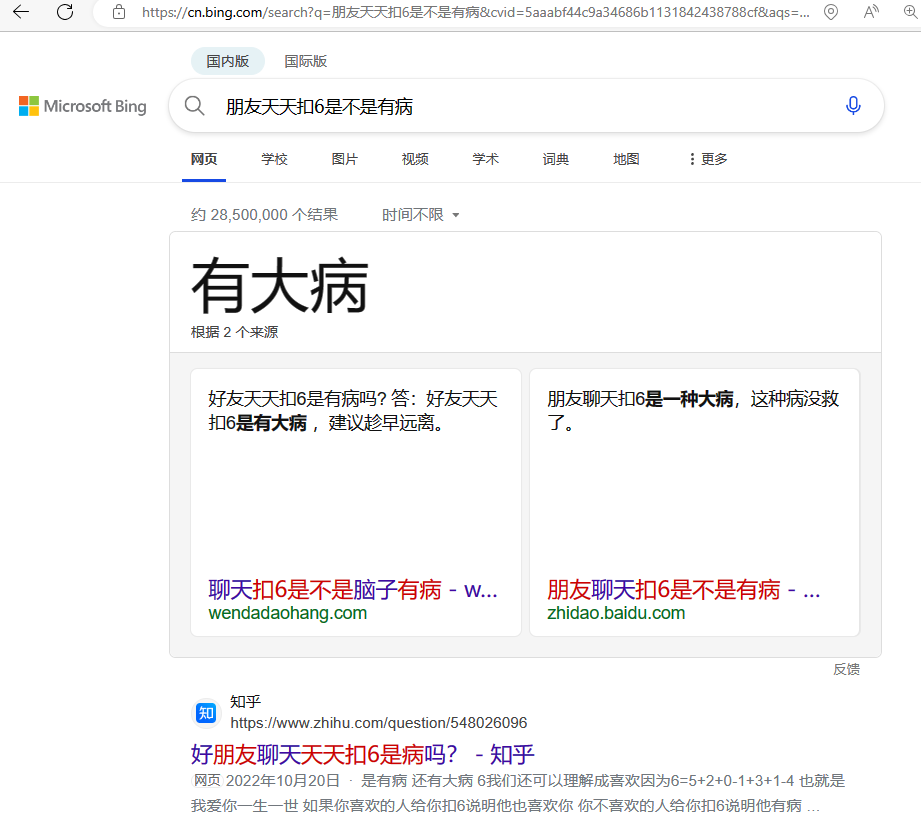 https://cn.bing.com/search?q=朋友天天扣6是不是有病&cvid=5aaabf44c9a34686b1131842438788cf&aqs=...
国内版 国际版
Microsoft Bing
朋友天天扣6是不是有病
网页 学校 图片 视频 学术 词典 地图 更多
约 28,500,000 个结果 时间不限
有大病
根据 2 个来源
好友天天扣6是有病吗? 答：好友天天
扣6是有大病 ，建议趁早远离。
聊天扣6是不是脑子有病 - w...
wendadaohang.com
朋友聊天扣6是一种大病，这种病没救
了。
朋友聊天扣6是不是有病 - ...
zhidao.baidu.com
反馈
知
知乎
https://www.zhihu.com/question/548026096
好朋友聊天天天扣6是病吗？ - 知乎
网页 2022年10月20日 · 是有病 还有大病 6我们还可以理解成喜欢因为6=5+2+0-1+3+1-4 也就是
我爱你一生一世 如果你喜欢的人给你扣6说明他也喜欢你 你不喜欢的人给你扣6说明他有病 ...